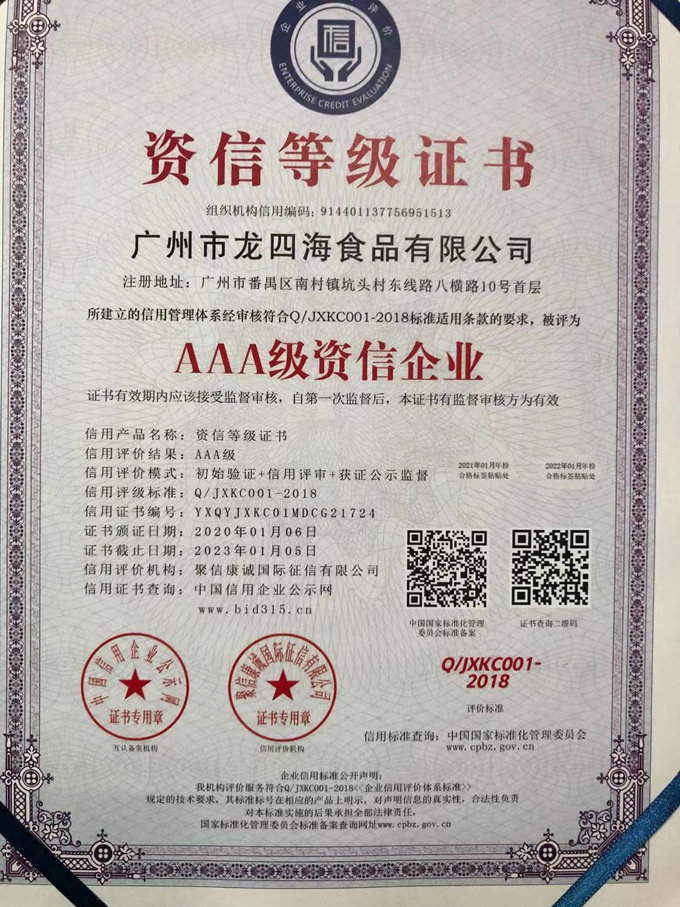 企业
评价
信
ENTERPRISE CREDIT EVALUATION
资信等级证书
组织机构信用编码：914401137756951513
广州市龙四海食品有限公司
注册地址：广州市番禺区南村镇坑头村东线路八横路10号首层
所建立的信用管理体系经审核符合Q/JXKC001-2018标准适用条款的要求，被评为
AAA级资信企业
证书有效期内应该接受监督审核，自第一次监督后，本证书有监督审核方为有效
信用产品名称：资信等级证书
信用评价结果：AAA级
信用评价模式：初始验证+信用评审+获证公示监督
信用评级标准：Q/JXKC001-2018
信用证书编号：YXQYJXKC01MDCG21724
证书颁证日期：2020年01月06日
证书截止日期：2023年01月05日
信用评价机构：聚信康诚国际征信有限公司
信用证书查询：中国信用企业公示网
www.bid315.cn
2021年01月年检
合格标签粘贴处
2022年01月年检
合格标签粘贴处
中国国家标准化管理
委员会标准备案
证书查询二维码
Q/JXKC001-
2018
评价标准
中国信用企业公示网
证书专用章
互认备案机构
聚信康诚国际征信有限公司
证书专用章
信用评价机构
信用标准查询：中国国家标准化管理委员会
www.cpbz.gov.cn
企业信用标准公开声明：
我机构评价服务符合Q/JXKC001-2018<<企业信用评价体系标准>>
规定的技术要求，其标准标号在相应的产品上明示，对声明信息的真实性，合法性负责
对本标准实施的后果承担全部法律责任，
国家标准化管理委员会标准备案查询网址www.cpbz.gov.cn